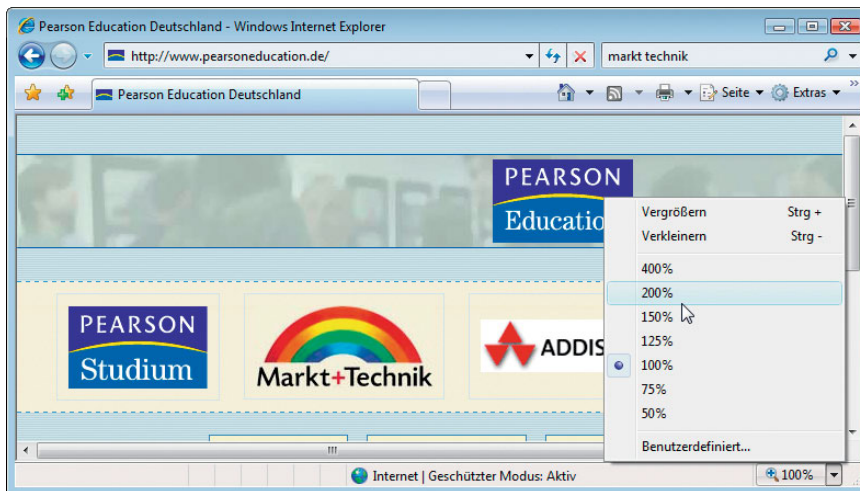 Pearson Education Deutschland - Windows Internet Explorer
http://www.pearsoneducation.de/
markt technik
Pearson Education Deutschland
Seite
Extras
PEARSON
Educatio
Vergrößern Strg +
Verkleinern Strg -
400%
200%
150%
125%
100%
75%
50%
Benutzerdefiniert...
PEARSON
Studium
Markt+Technik
ADDIS
Internet | Geschützter Modus: Aktiv
100%